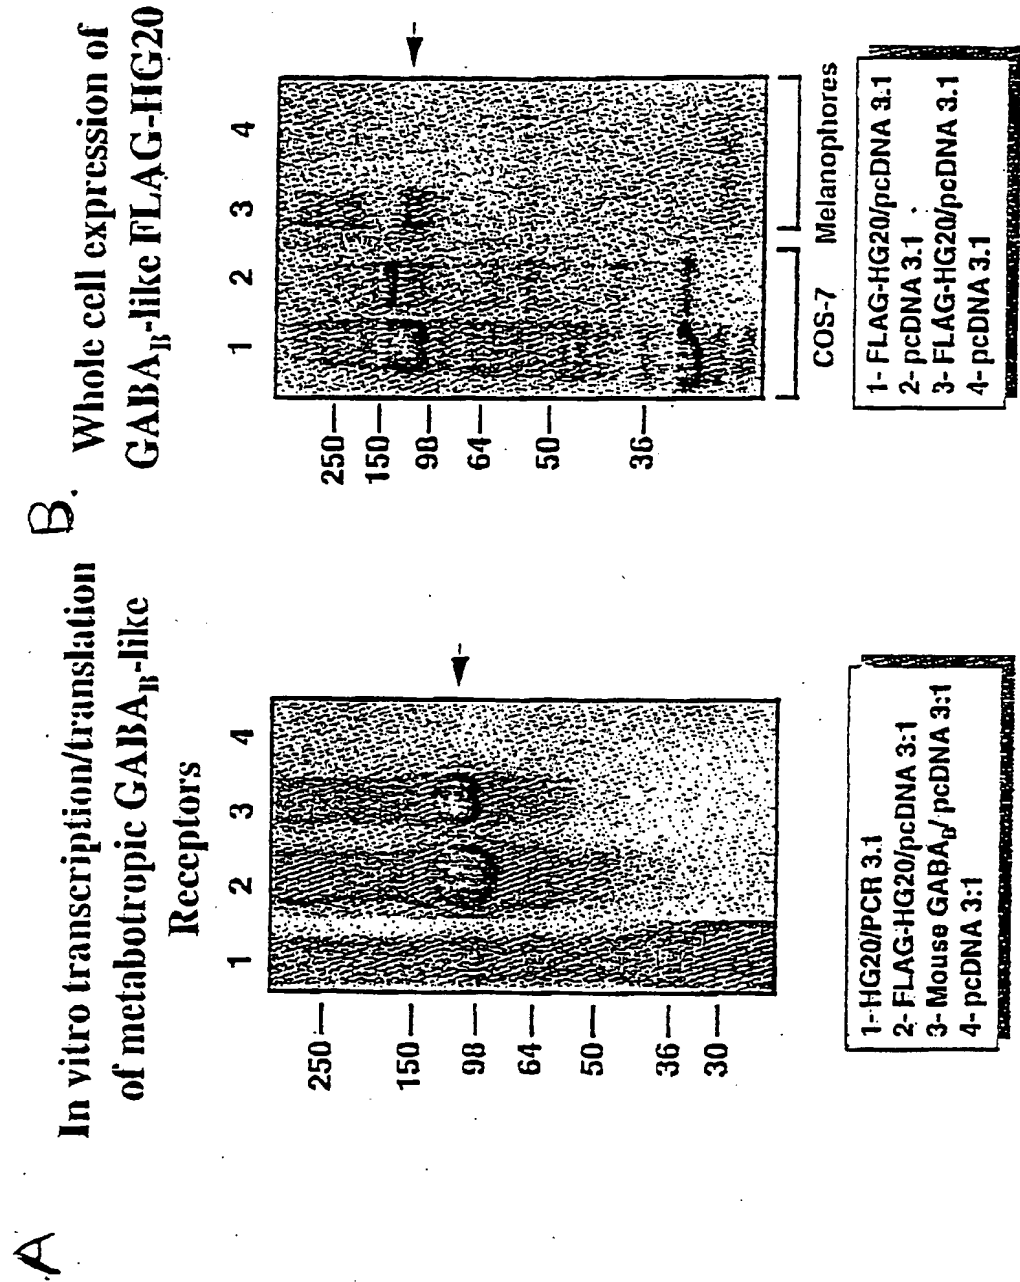 A
In vitro transcription/translation
of metabotropic GABA_B-like
Receptors
1 2 3 4
250
150
98
64
50
36
30
1-HG20/PCR 3.1
2- FLAG-HG20/pcDNA 3:1
3- Mouse GABA_B/pcDNA 3:1
4- pcDNA 3:1
B.
Whole cell expression of
GABA_B-like FLAG-HG20
1 2 3 4
250
150
98
64
50
36
COS-7 Melanophores
1- FLAG-HG20/pcDNA 3.1
2- pcDNA 3.1
3- FLAG-HG20/pcDNA 3.1
4- pcDNA 3.1